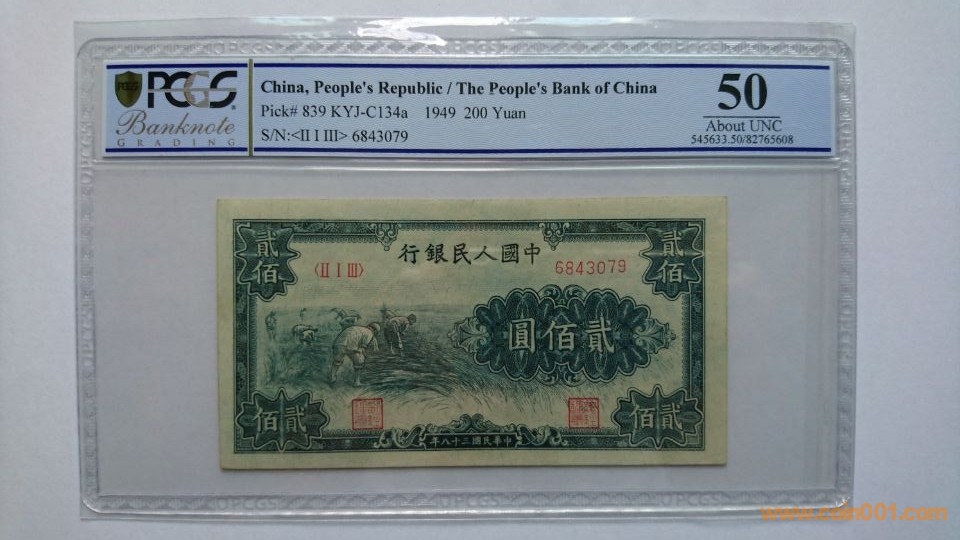 PCGS
Banknote
GRADING
China, People's Republic / The People's Bank of China
Pick# 839 KYJ-C134a 1949 200 Yuan
S/N:<II I III> 6843079
50
About UNC
545633.50/82765608
行銀民人國中
〈II I III〉
6843079
貳佰
貳佰
圓佰貳
佰貳
佰貳
年八十三國民華中
www.coin001.com